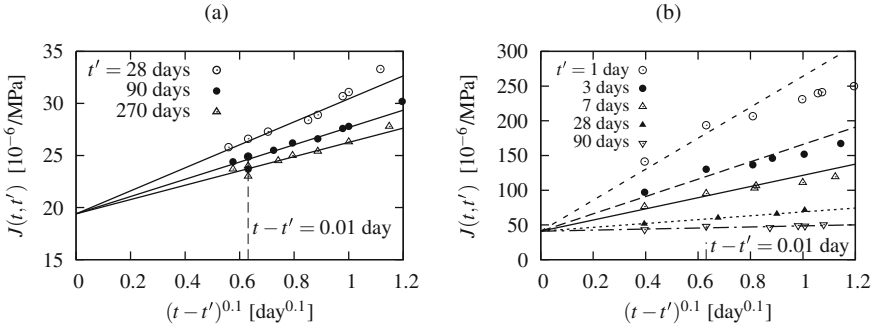 (a)
35
30
25
20
15
J(t,t′) [10⁻⁶/MPa]
t′ = 28 days
90 days
270 days
t − t′ = 0.01 day
0 0.2 0.4 0.6 0.8 1.0 1.2
(t − t′)⁰·¹ [day⁰·¹]
(b)
300
250
200
150
100
50
0
J(t,t′) [10⁻⁶/MPa]
t′ = 1 day
3 days
7 days
28 days
90 days
t − t′ = 0.01 day
0 0.2 0.4 0.6 0.8 1.0 1.2
(t − t′)⁰·¹ [day⁰·¹]